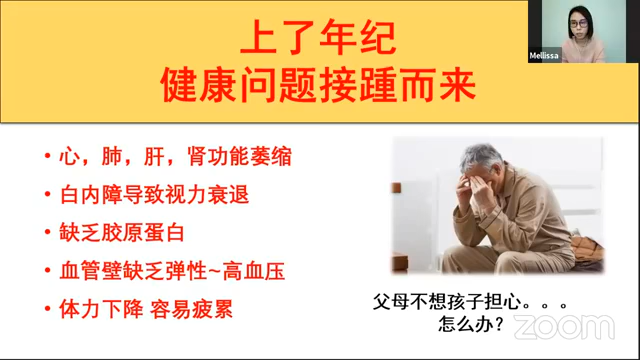 上了年纪
健康问题接踵而来
Mellissa
• 心，肺，肝，肾功能萎缩
• 白内障导致视力衰退
• 缺乏胶原蛋白
• 血管壁缺乏弹性~高血压
• 体力下降 容易疲累
父母不想孩子担心。。。
怎么办？
zoom